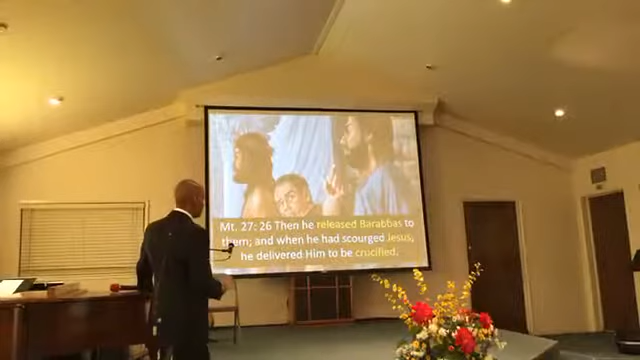 Mt. 27: 26 Then he released Barabbas to
them; and when he had scourged Jesus,
he delivered Him to be crucified.